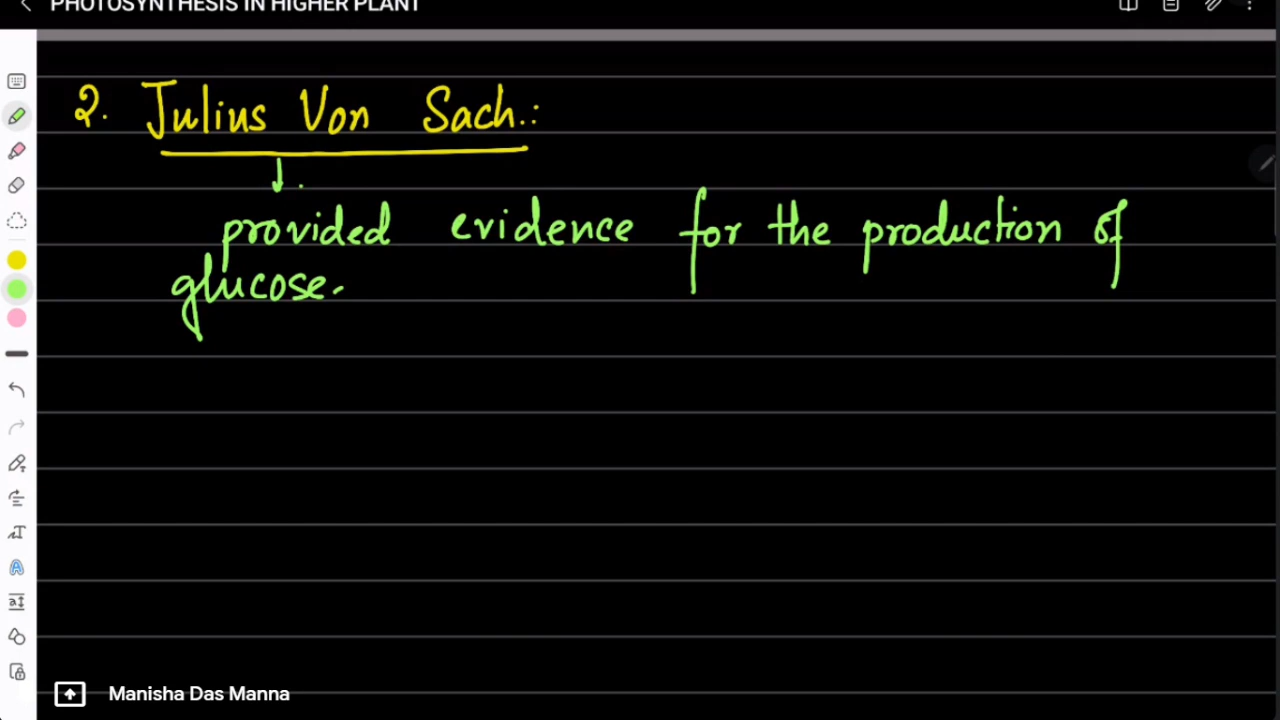 PHOTOSYNTHESIS IN HIGHER PLANT
2. Julius Von Sach.:
provided evidence for the production of
glucose.
Manisha Das Manna